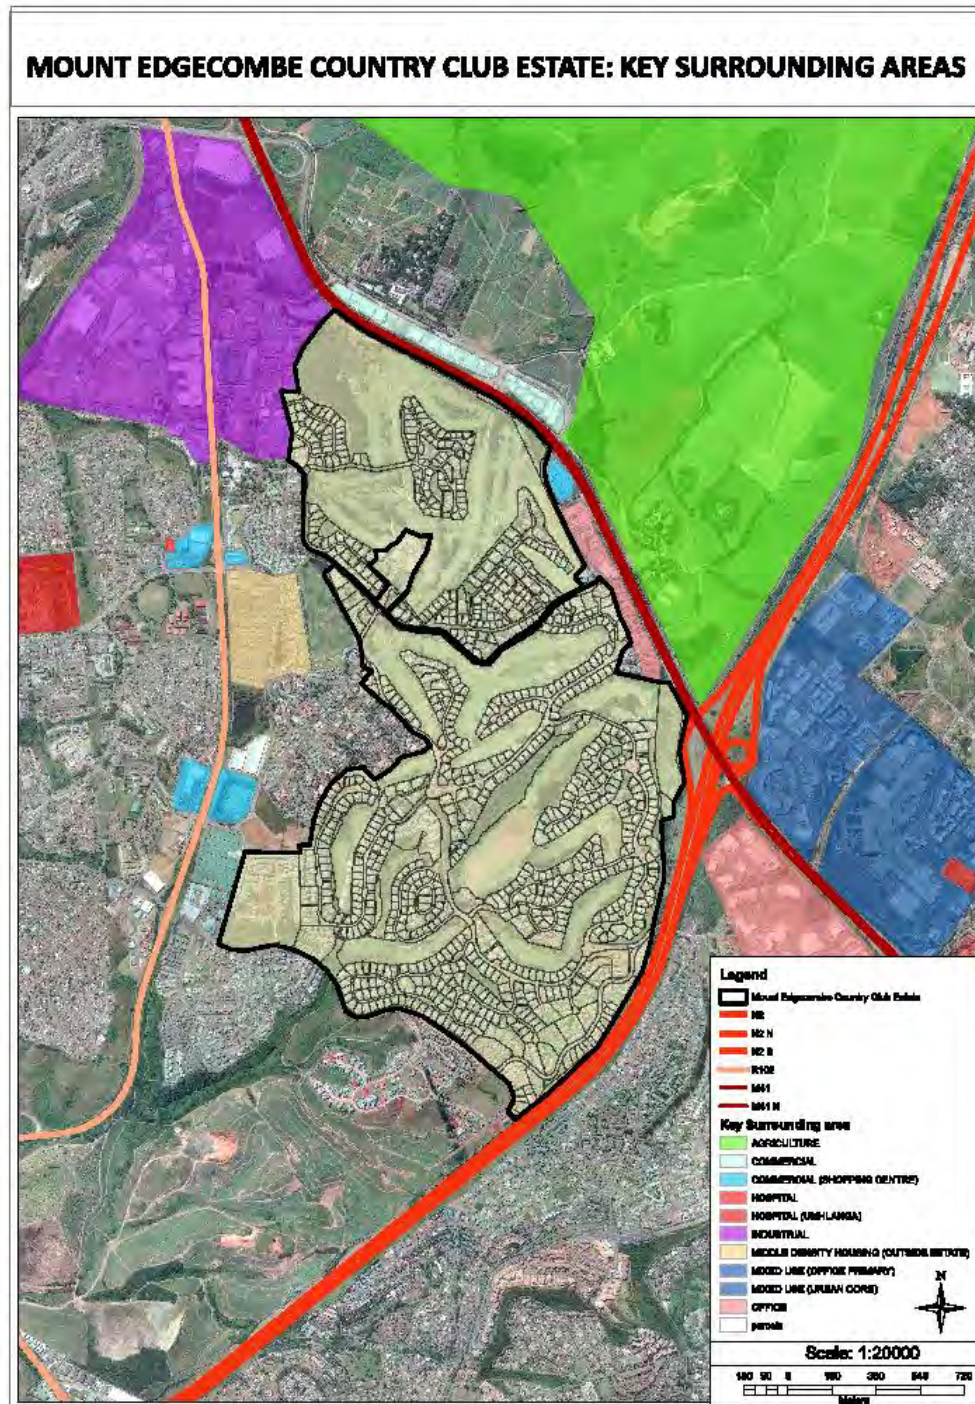 MOUNT EDGECOMBE COUNTRY CLUB ESTATE: KEY SURROUNDING AREAS
Legend
Mount Edgecombe Country Club Estate
N2
N2 N
N2 S
R102
M41
M41 N
Key Surrounding area
AGRICULTURE
COMMERCIAL
COMMERCIAL (SHOPPING CENTRE)
HOSPITAL
HOSPITAL (UMHLANGA)
INDUSTRIAL
MIDDLE DENSITY HOUSING (OUTSIDE ESTATE)
MIXED USE (OFFICE PRIMARY)
MIXED USE (URBAN CORE)
OFFICE
parcels
N
Scale: 1:20000
180 90 0 180 360 540 720
Meters